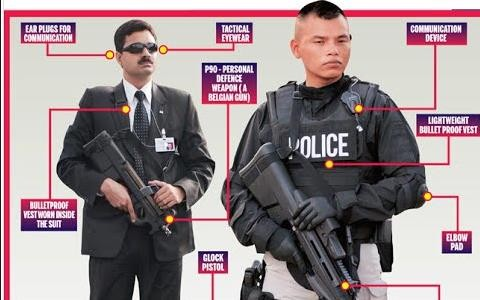 EAR PLUGS FOR
COMMUNICATION
TACTICAL
EYEWEAR
COMMUNICATION
DEVICE
P90 - PERSONAL
DEFENCE
WEAPON ( A
BELGIAN GUN)
LIGHTWEIGHT
BULLET PROOF VEST
POLICE
BULLETPROOF
VEST WORN INSIDE
THE SUIT
ELBOW
PAD
GLOCK
PISTOL